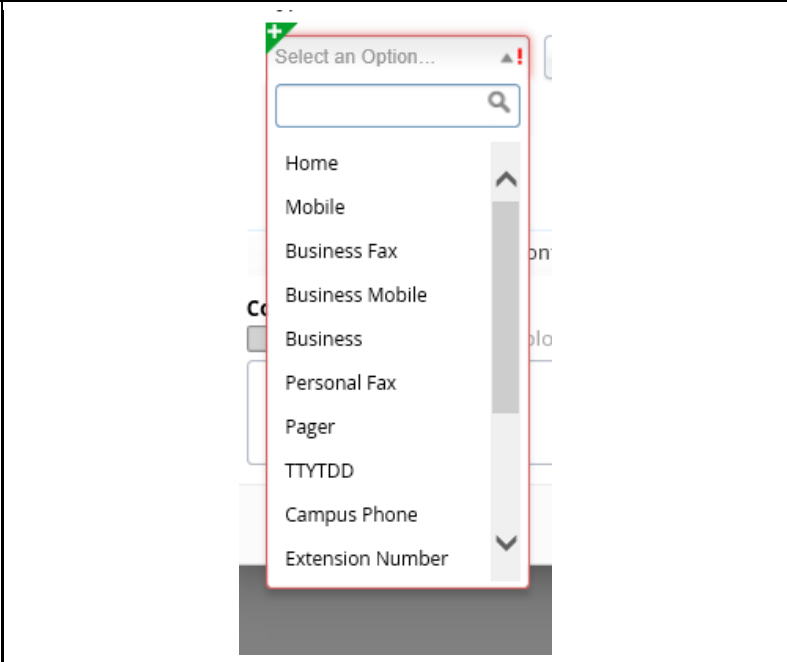 Select an Option...
Home
Mobile
Business Fax
Business Mobile
Business
Personal Fax
Pager
TTYTDD
Campus Phone
Extension Number